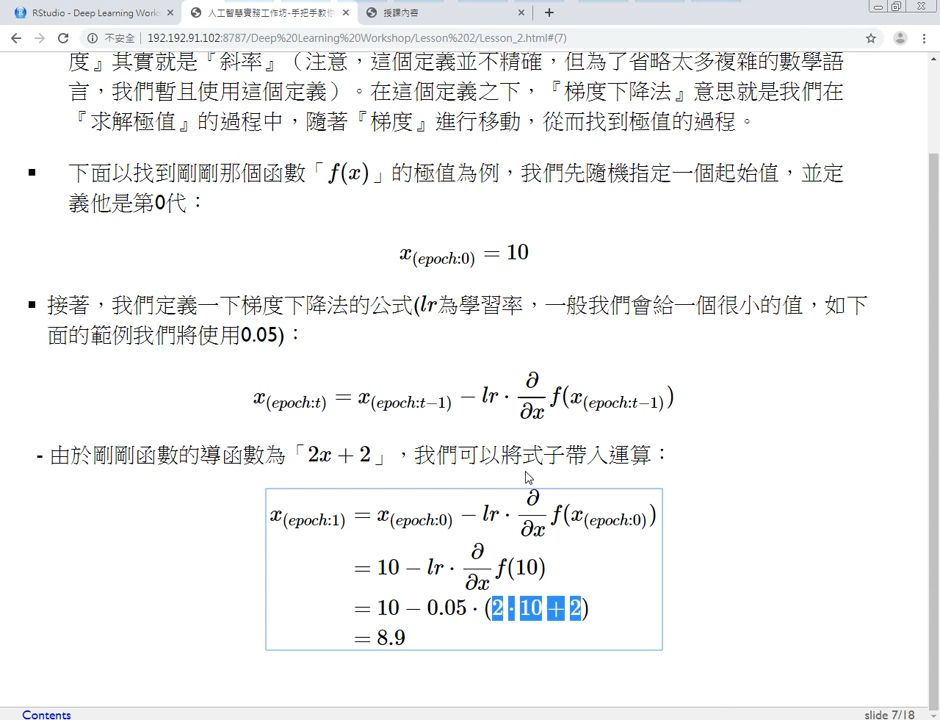 RStudio - Deep Learning Work
人工智慧實務工作坊-手把手教你
授課內容
不安全
192.192.91.102:8787/Deep%20Learning%20Workshop/Lesson%202/Lesson_2.html#(7)
度』其實就是『斜率』（注意，這個定義並不精確，但為了省略太多複雜的數學語
言，我們暫且使用這個定義）。在這個定義之下，『梯度下降法』意思就是我們在
『求解極值』的過程中，隨著『梯度』進行移動，從而找到極值的過程。
下面以找到剛剛那個函數「f(x)」的極值為例，我們先隨機指定一個起始值，並定
義他是第0代：
x(epoch:0) = 10
接著，我們定義一下梯度下降法的公式(lr為學習率，一般我們會給一個很小的值，如下
面的範例我們將使用0.05)：
x(epoch:t) = x(epoch:t−1) − lr · ∂/∂x f(x(epoch:t−1))
- 由於剛剛函數的導函數為「2x + 2」，我們可以將式子帶入運算：
x(epoch:1) = x(epoch:0) − lr · ∂/∂x f(x(epoch:0))
= 10 − lr · ∂/∂x f(10)
= 10 − 0.05 · (2 · 10 + 2)
= 8.9
Contents
slide 7/18